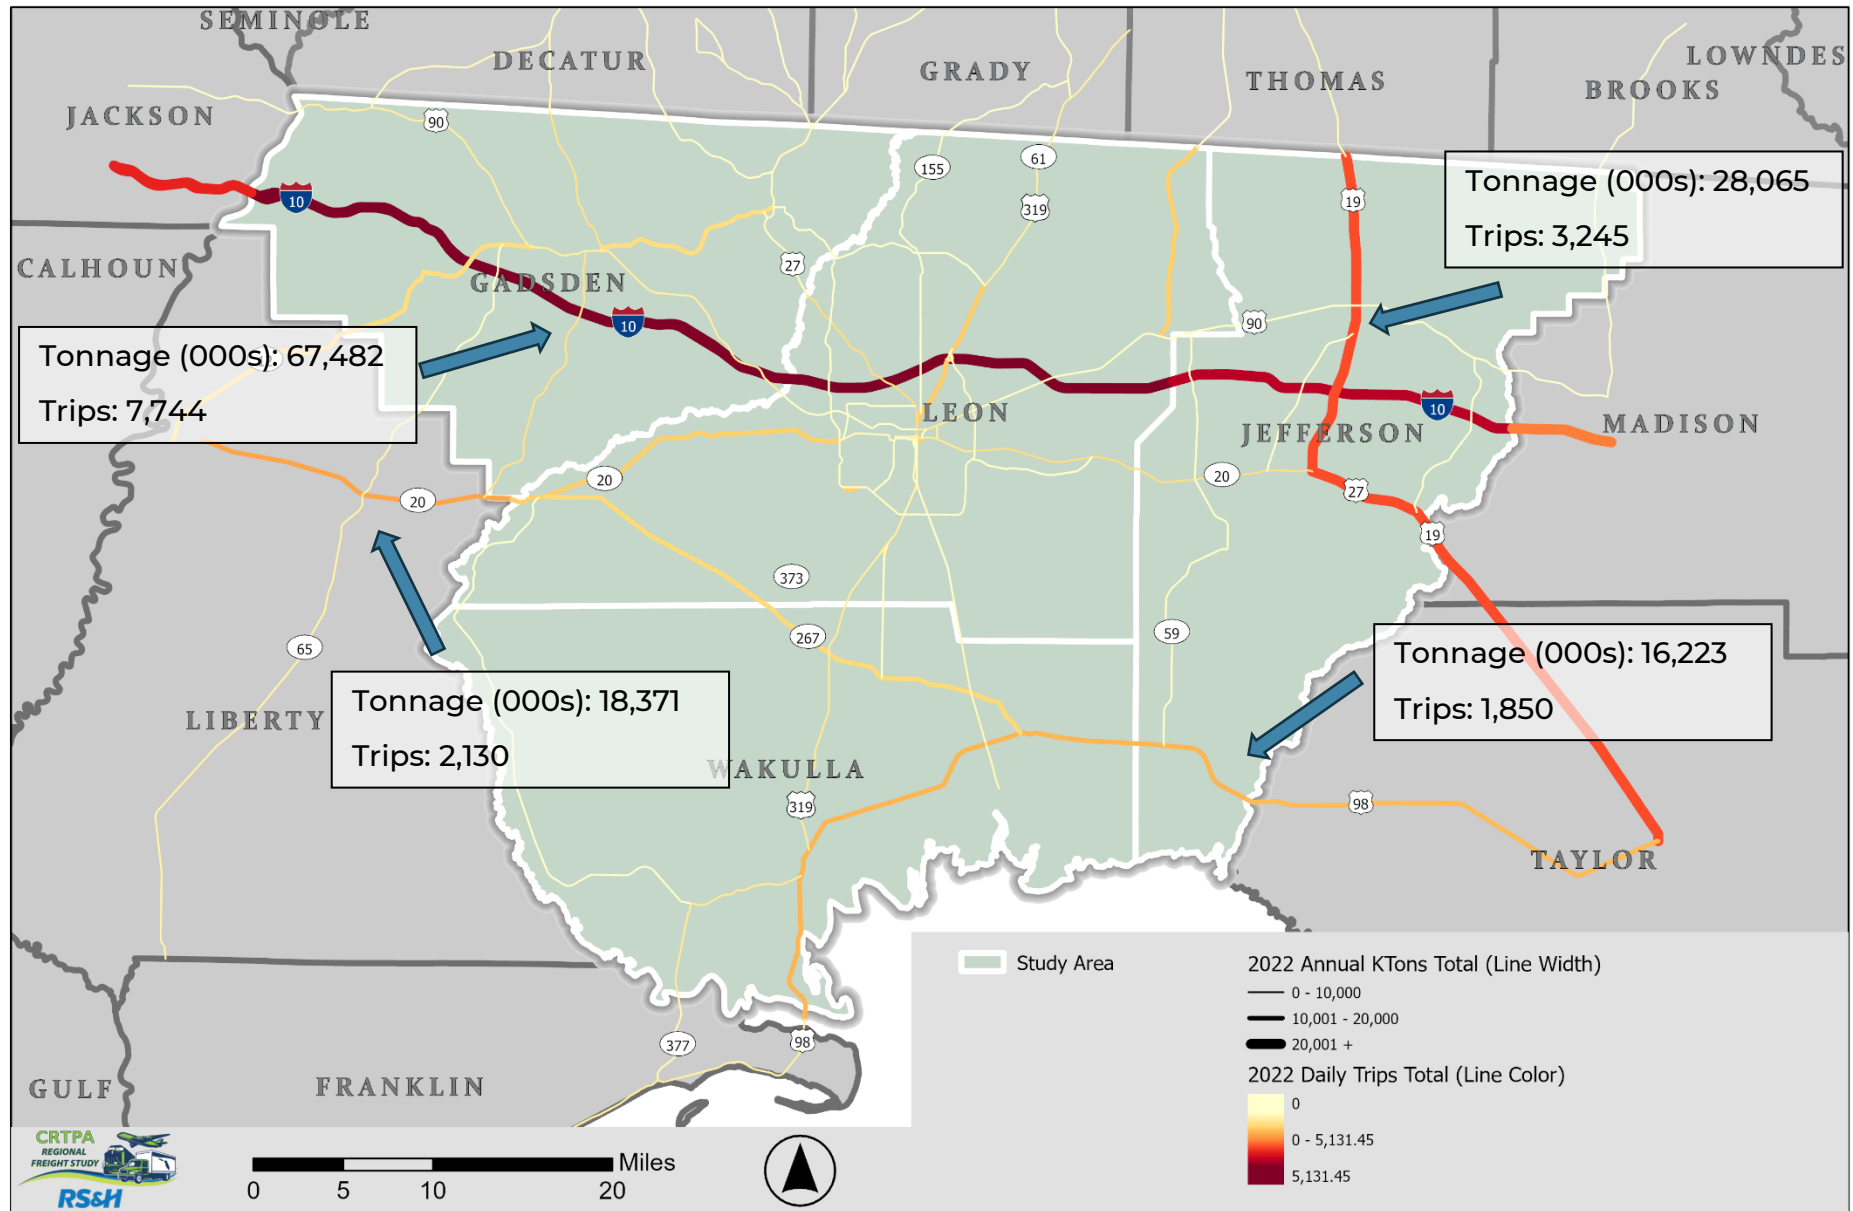 SEMINOLE
DECATUR
GRADY
THOMAS
LOWNDES
BROOKS
JACKSON
90
155
61
319
19
10
Tonnage (000s): 28,065
Trips: 3,245
CALHOUN
GADSDEN
27
10
90
Tonnage (000s): 67,482
Trips: 7,744
LEON
JEFFERSON
10
MADISON
20
20
20
27
19
373
267
59
65
Tonnage (000s): 16,223
Trips: 1,850
LIBERTY
Tonnage (000s): 18,371
Trips: 2,130
WAKULLA
319
98
TAYLOR
Study Area
2022 Annual KTons Total (Line Width)
0 - 10,000
10,001 - 20,000
20,001 +
2022 Daily Trips Total (Line Color)
0
0 - 5,131.45
5,131.45
377
98
GULF
FRANKLIN
CRTPA
REGIONAL
FREIGHT STUDY
RS&H
Miles
0 5 10 20